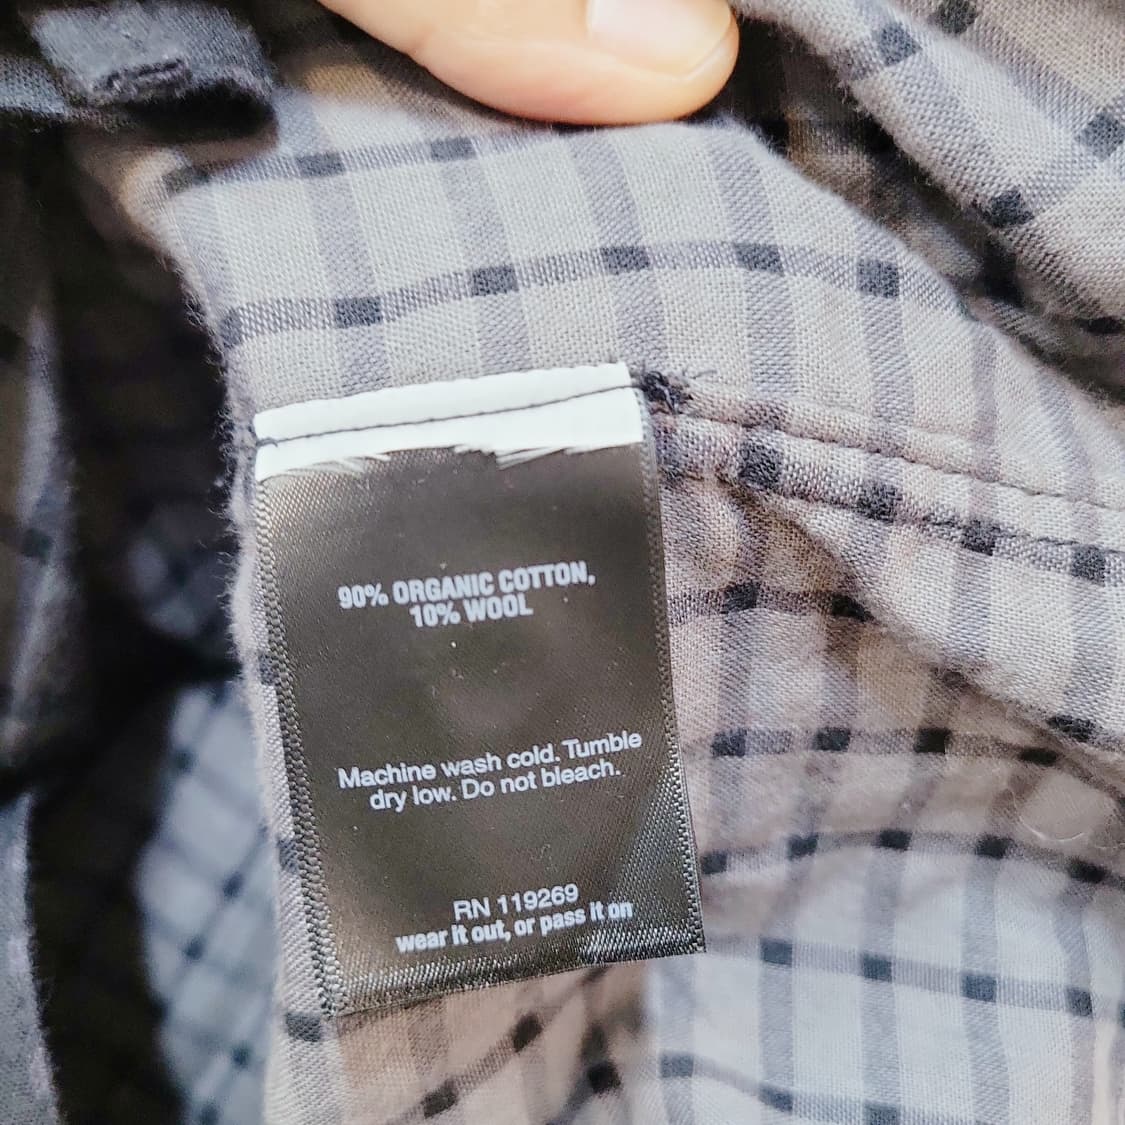 90% ORGANIC COTTON,
10% WOOL
Machine wash cold. Tumble
dry low. Do not bleach.
RN 119269
wear it out, or pass it on